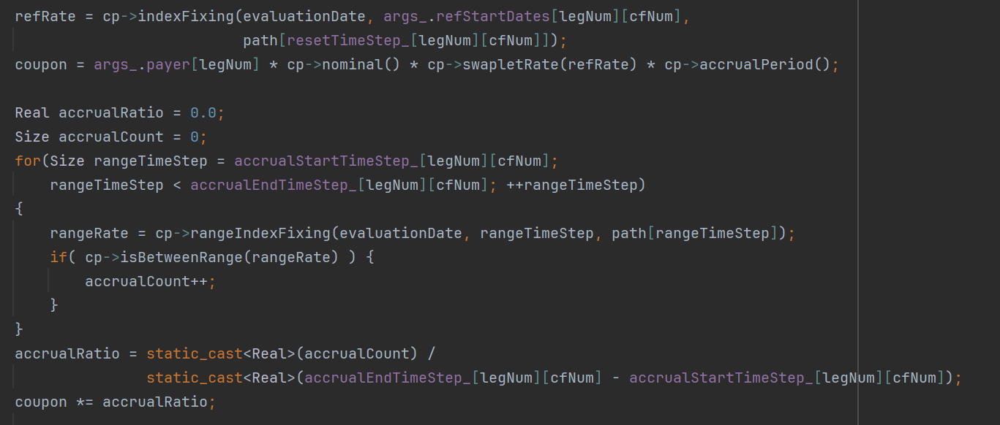 refRate = cp->indexFixing(evaluationDate, args_.refStartDates[legNum][cfNum],
                          path[resetTimeStep_[legNum][cfNum]]);
coupon = args_.payer[legNum] * cp->nominal() * cp->swapletRate(refRate) * cp->accrualPeriod();

Real accrualRatio = 0.0;
Size accrualCount = 0;
for(Size rangeTimeStep = accrualStartTimeStep_[legNum][cfNum];
    rangeTimeStep < accrualEndTimeStep_[legNum][cfNum]; ++rangeTimeStep)
{
    rangeRate = cp->rangeIndexFixing(evaluationDate, rangeTimeStep, path[rangeTimeStep]);
    if( cp->isBetweenRange(rangeRate) ) {
        accrualCount++;
    }
}
accrualRatio = static_cast<Real>(accrualCount) /
               static_cast<Real>(accrualEndTimeStep_[legNum][cfNum] - accrualStartTimeStep_[legNum][cfNum]);
coupon *= accrualRatio;